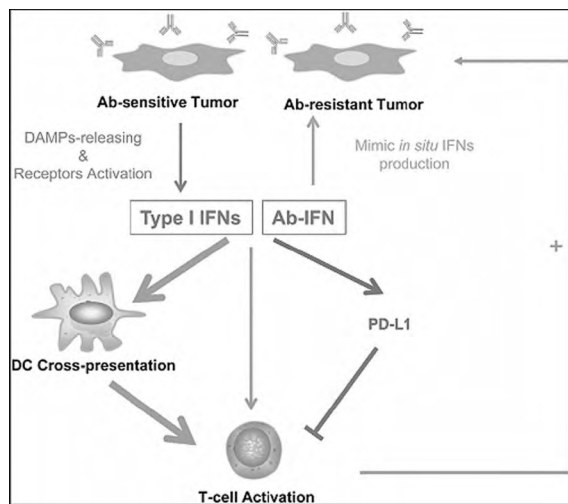 Ab-sensitive Tumor
Ab-resistant Tumor
DAMPs-releasing
&
Receptors Activation
Mimic in situ IFNs
production
Type I IFNs
Ab-IFN
+
PD-L1
DC Cross-presentation
T-cell Activation